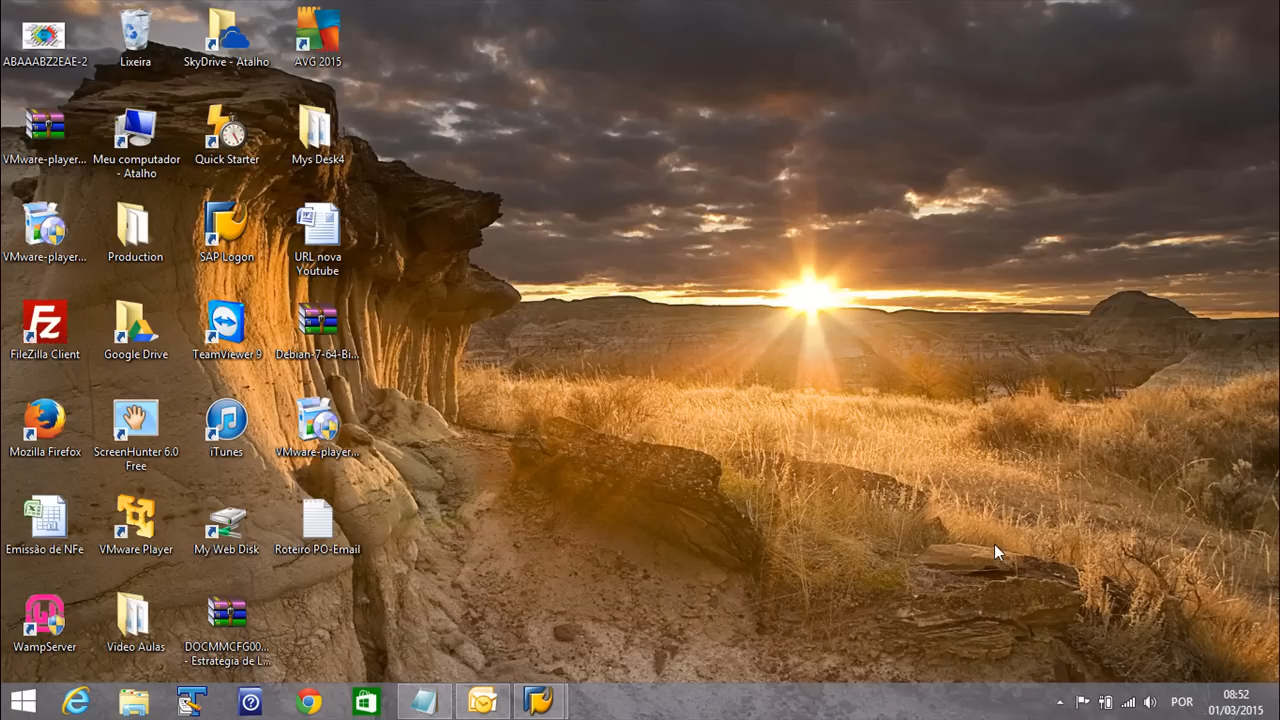 ABAAABZ2EAE-2
Lixeira
SkyDrive - Atalho
AVG 2015
VMware-player...
Meu computador
- Atalho
Quick Starter
Mys Desk4
VMware-player...
Production
SAP Logon
URL nova
Youtube
FileZilla Client
Google Drive
TeamViewer 9
Debian-7-64-Bi...
Mozilla Firefox
ScreenHunter 6.0
Free
iTunes
VMware-player...
Emissão de NFe
VMware Player
My Web Disk
Roteiro PO-Email
WampServer
Video Aulas
DOCMMCFG00...
- Estratégia de L...
POR
08:52
01/03/2015